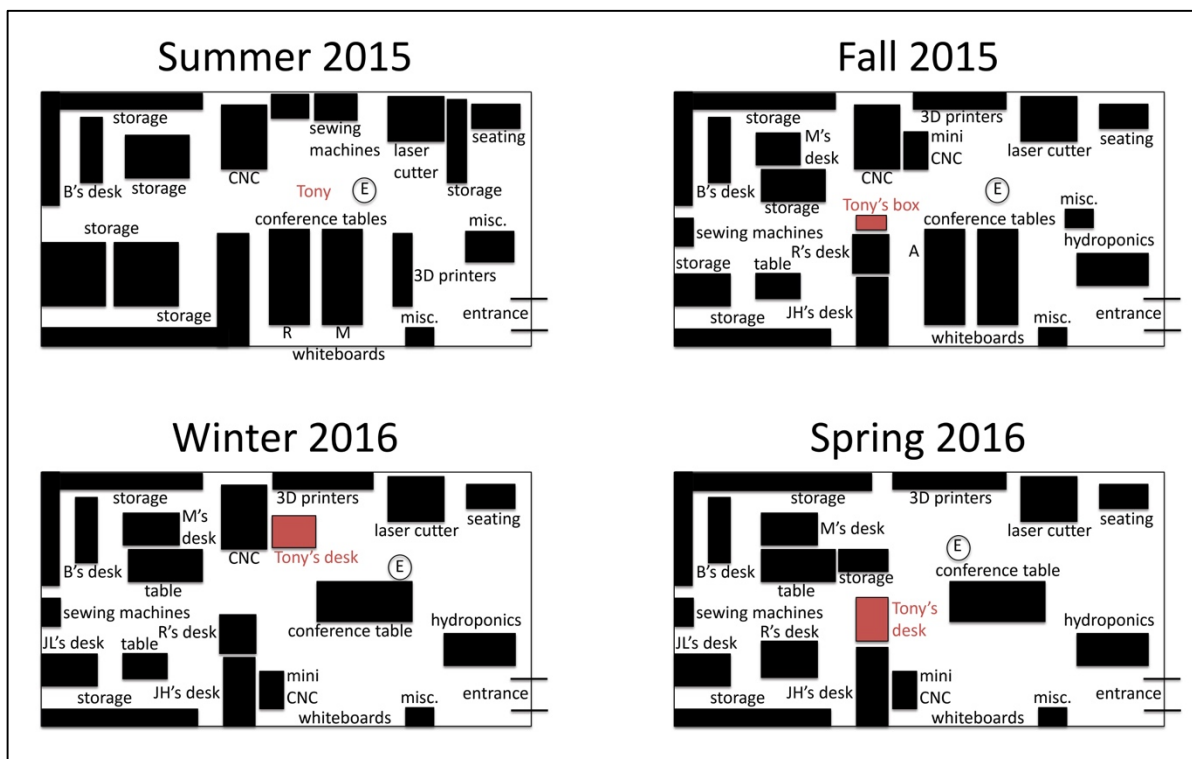 Summer 2015
storage
sewing
machines
laser
cutter
seating
B's desk
storage
CNC
storage
Tony
E
conference tables
misc.
storage
3D printers
storage
entrance
R
M
misc.
whiteboards
Fall 2015
storage
3D printers
mini
CNC
M's
desk
laser cutter
seating
B's desk
CNC
storage
Tony's box
E
conference tables
misc.
sewing machines
R's desk
A
hydroponics
storage
table
JH's desk
storage
misc.
entrance
whiteboards
Winter 2016
storage
3D printers
M's
desk
laser cutter
seating
CNC
Tony's desk
B's desk
E
table
sewing machines
R's desk
conference table
hydroponics
JL's desk
table
storage
JH's desk
mini
CNC
misc.
entrance
whiteboards
Spring 2016
storage
3D printers
laser cutter
seating
M's desk
E
B's desk
table
storage
conference table
sewing machines
Tony's
desk
hydroponics
JL's desk
R's desk
storage
JH's desk
mini
CNC
misc.
entrance
whiteboards